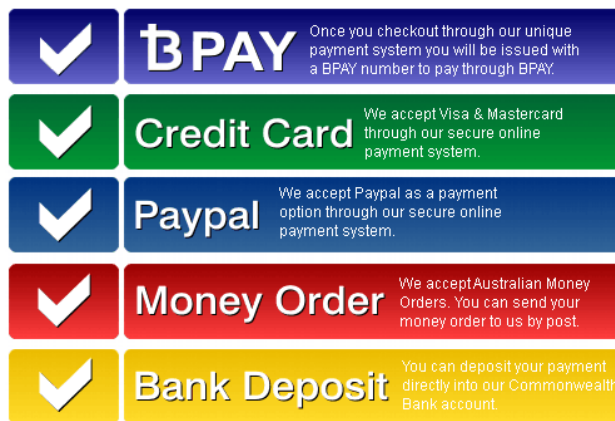 BPAY
Once you checkout through our unique
payment system you will be issued with
a BPAY number to pay through BPAY.
Credit Card
We accept Visa & Mastercard
through our secure online
payment system.
Paypal
We accept Paypal as a payment
option through our secure online
payment system.
Money Order
We accept Australian Money
Orders. You can send your
money order to us by post.
Bank Deposit
You can deposit your payment
directly into our Commonwealth
Bank account.